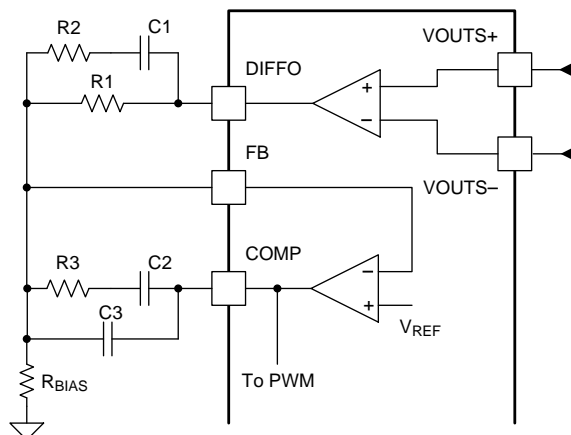 R2
C1
VOUTS+
DIFFO
R1
+
−
FB
VOUTS−
COMP
R3
C2
−
+
C3
VREF
To PWM
RBIAS